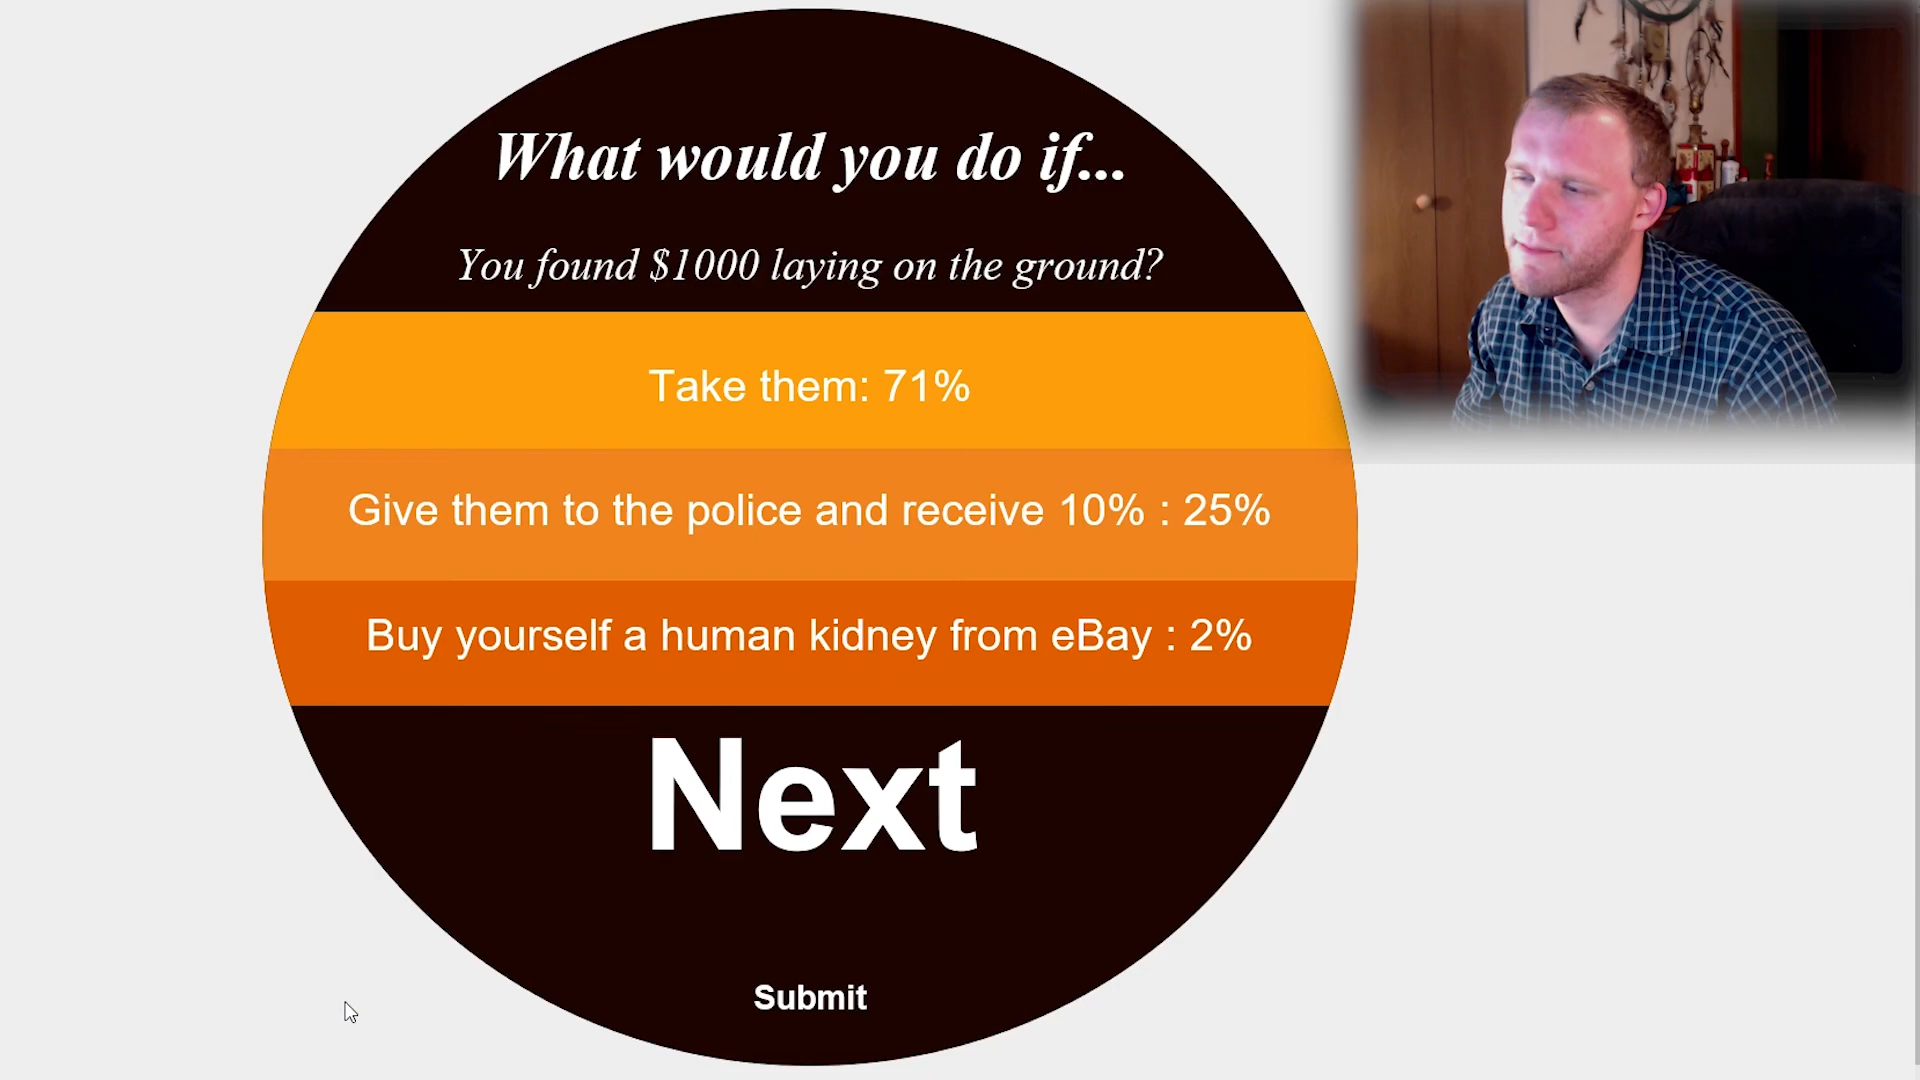 What would you do if...
You found $1000 laying on the ground?
Take them: 71%
Give them to the police and receive 10% : 25%
Buy yourself a human kidney from eBay : 2%
Next
Submit